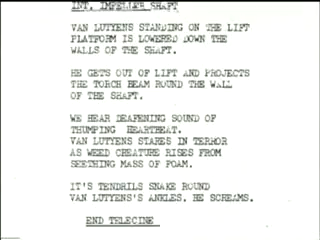 INT. IMPELLER SHAFT
VAN LUTYENS STANDING ON THE LIFT
PLATFORM IS LOWERED DOWN THE
WALLS OF THE SHAFT.
HE GETS OUT OF LIFT AND PROJECTS
THE TORCH BEAM ROUND THE WALL
OF THE SHAFT.
WE HEAR DEAFENING SOUND OF
THUMPING HEARTBEAT.
VAN LUTYENS STARES IN TERROR
AS WEED CREATURE RISES FROM
SEETHING MASS OF FOAM.
IT'S TENDRILS SNAKE ROUND
VAN LUTYENS'S ANKLES. HE SCREAMS.
END TELECINE